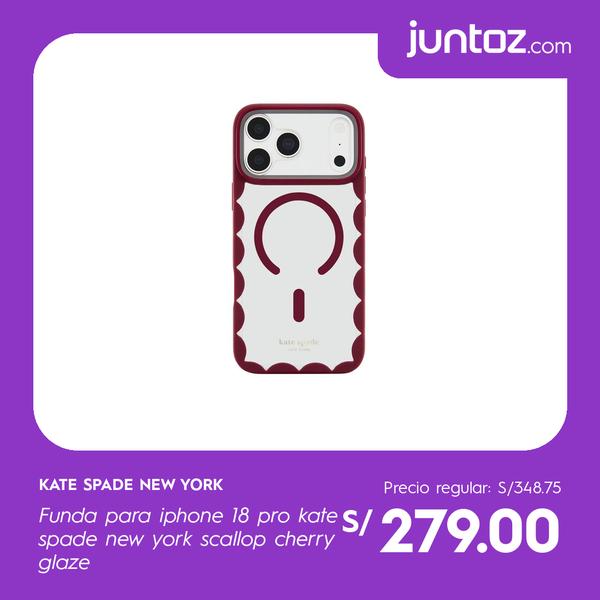 juntoz.com
kate spade
NEW YORK
KATE SPADE NEW YORK
Precio regular: S/348.75
Funda para iphone 18 pro kate
spade new york scallop cherry
glaze
S/279.00